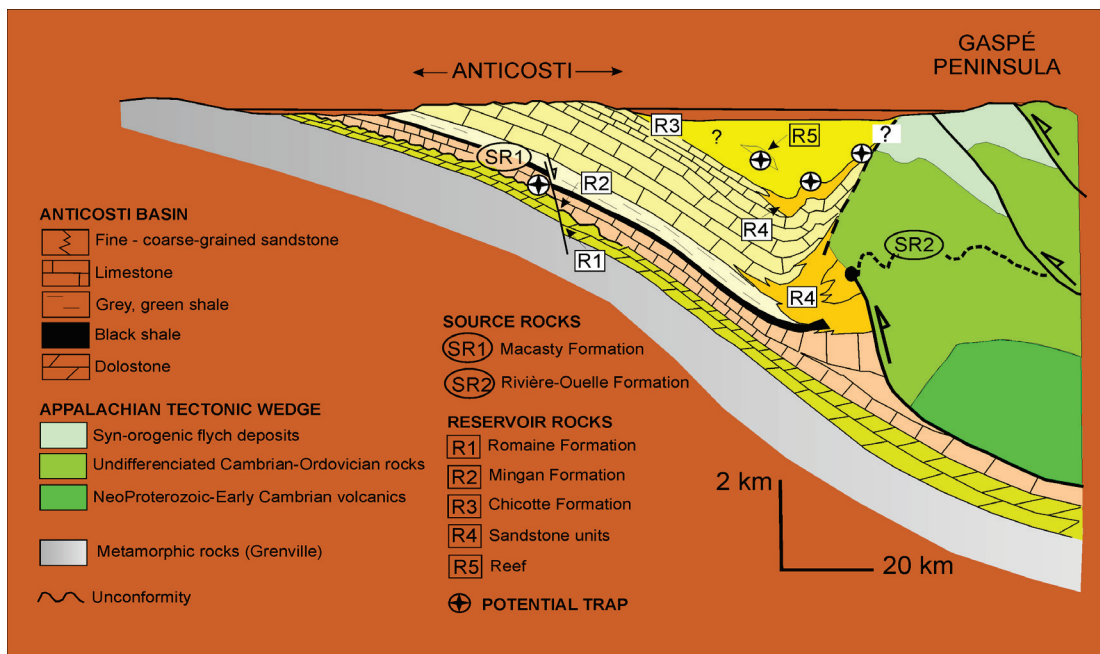 GASPÉ
PENINSULA
ANTICOSTI
R3
?
R5
?
SR1
R2
R4
SR2
R1
R4
ANTICOSTI BASIN
Fine - coarse-grained sandstone
Limestone
Grey, green shale
Black shale
Dolostone
APPALACHIAN TECTONIC WEDGE
Syn-orogenic flych deposits
Undifferenciated Cambrian-Ordovician rocks
NeoProterozoic-Early Cambrian volcanics
Metamorphic rocks (Grenville)
Unconformity
SOURCE ROCKS
SR1 Macasty Formation
SR2 Rivière-Ouelle Formation
RESERVOIR ROCKS
R1 Romaine Formation
R2 Mingan Formation
R3 Chicotte Formation
R4 Sandstone units
R5 Reef
POTENTIAL TRAP
2 km
20 km